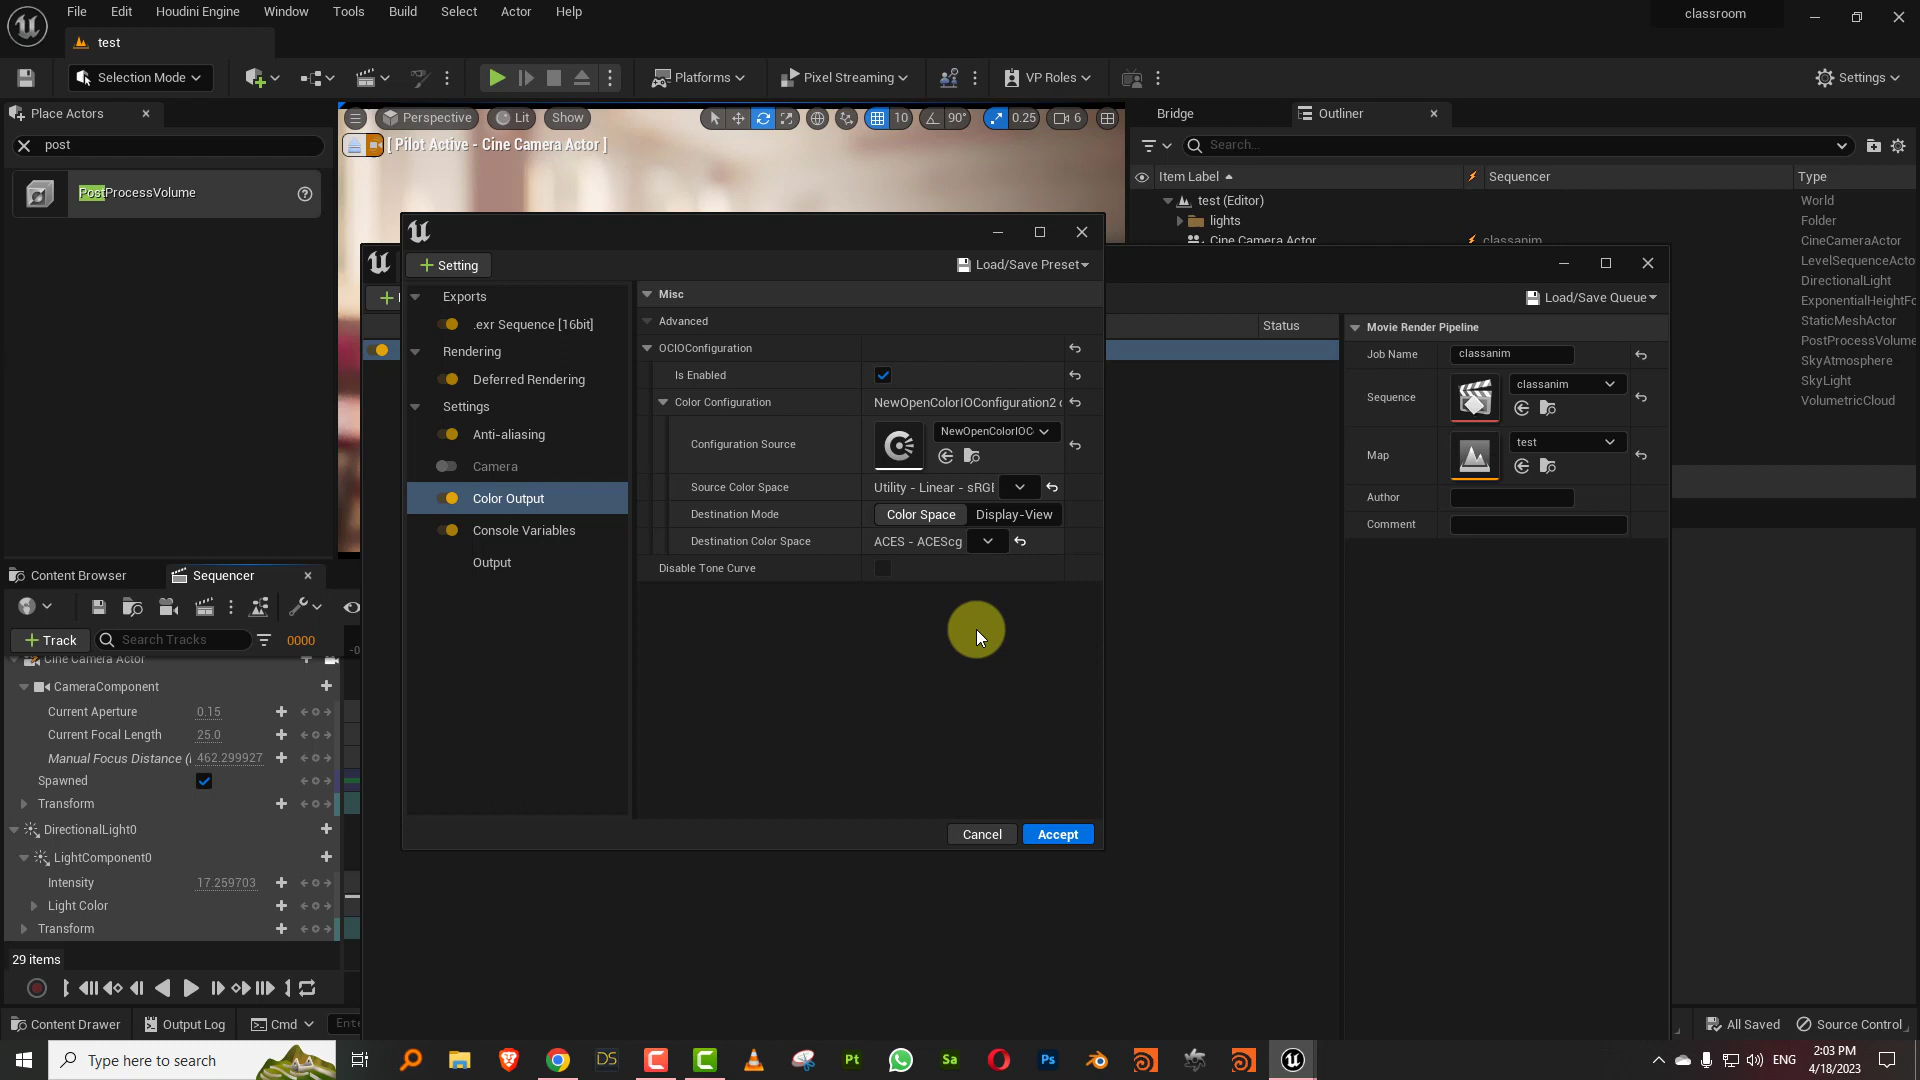 File Edit Houdini Engine Window Tools Build Select Actor Help
classroom
test
Selection Mode
Platforms
Pixel Streaming
VP Roles
Settings
Place Actors
post
PostProcessVolume
Perspective Lit Show
10 90° 0.25 6
[ Pilot Active - Cine Camera Actor ]
Bridge
Outliner
Search...
Item Label Sequencer Type
test (Editor) World
lights Folder
Cine Camera Actor classanim CineCameraActor
LevelSequenceActo
DirectionalLight
ExponentialHeightFo
StaticMeshActor
PostProcessVolume
SkyAtmosphere
SkyLight
VolumetricCloud
Setting
Load/Save Preset
Exports
.exr Sequence [16bit]
Rendering
Deferred Rendering
Settings
Anti-aliasing
Camera
Color Output
Console Variables
Output
Misc
Advanced
OCIOConfiguration
Is Enabled
Color Configuration NewOpenColorIOConfiguration2
Configuration Source NewOpenColorIOC
Source Color Space Utility - Linear - sRG
Destination Mode Color Space Display-View
Destination Color Space ACES - ACEScg
Disable Tone Curve
Cancel Accept
Load/Save Queue
Status
Movie Render Pipeline
Job Name classanim
Sequence classanim
Map test
Author
Comment
Content Browser Sequencer
Track Search Tracks 0000
Cine Camera Actor
CameraComponent
Current Aperture 0.15
Current Focal Length 25.0
Manual Focus Distance ( 462.299927
Spawned
Transform
DirectionalLight0
LightComponent0
Intensity 17.259703
Light Color
Transform
29 items
Content Drawer Output Log Cmd Ente
All Saved Source Control
Type here to search
DS Pt Sa Ps
ENG
2:03 PM
4/18/2023